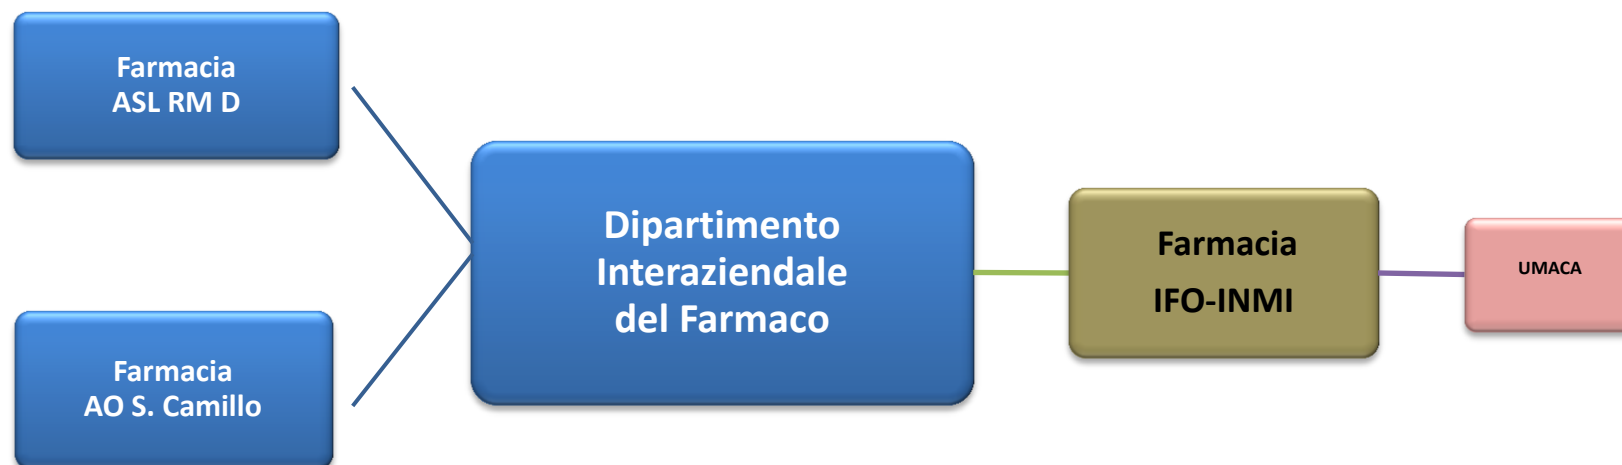 Farmacia
ASL RM D
Dipartimento
Interaziendale
del Farmaco
Farmacia
IFO-INMI
UMACA
Farmacia
AO S. Camillo